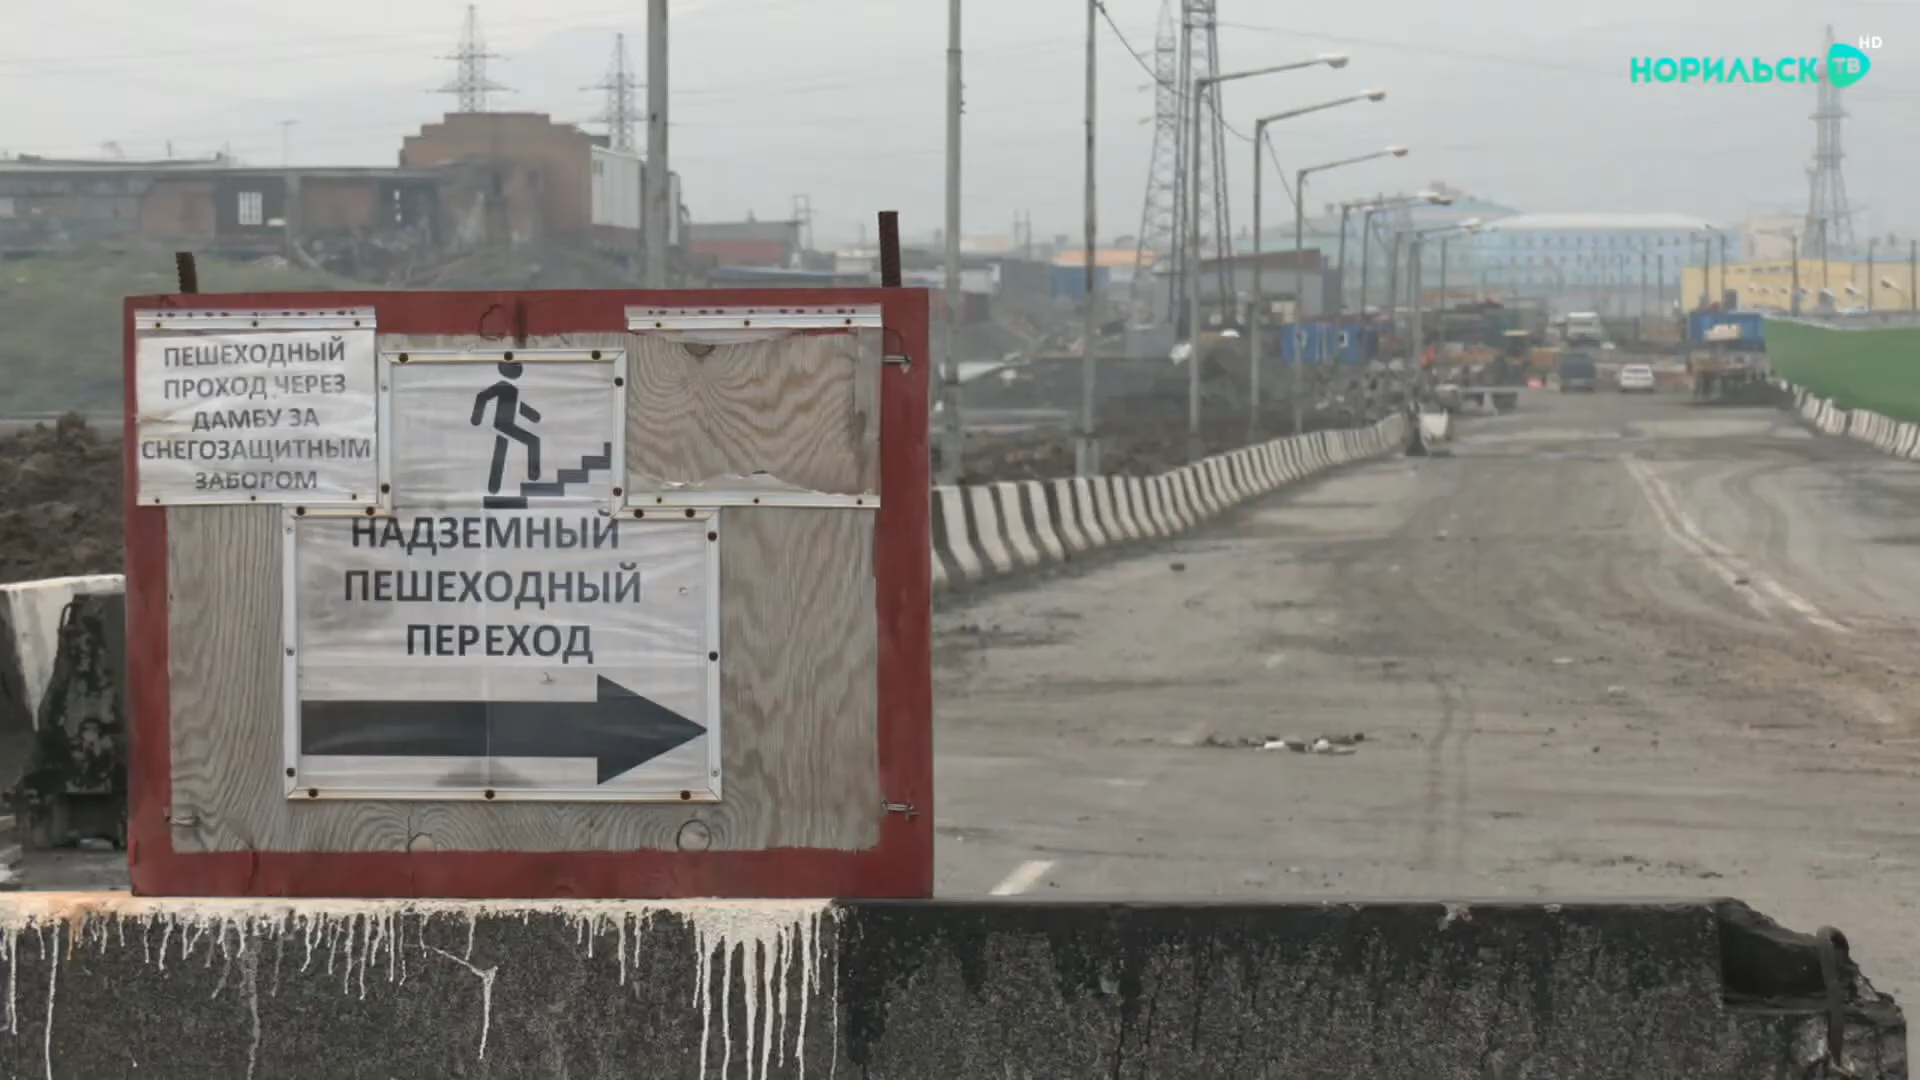 НОРИЛЬСК ТВ HD
ПЕШЕХОДНЫЙ
ПРОХОД ЧЕРЕЗ
ДАМБУ ЗА
СНЕГОЗАЩИТНЫМ
ЗАБОРОМ
НАДЗЕМНЫЙ
ПЕШЕХОДНЫЙ
ПЕРЕХОД